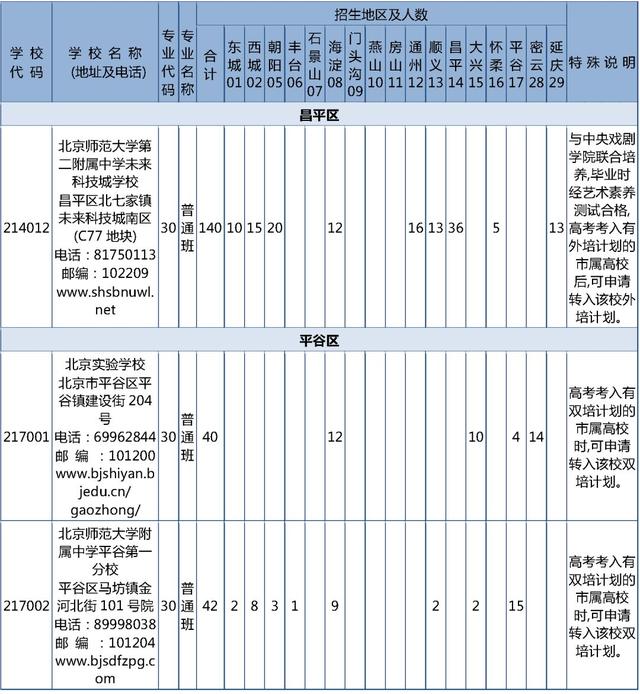 学校代码 学校名称(地址及电话) 专业代码 专业名称 招生地区及人数 特殊说明
合计 东城01 西城02 朝阳05 丰台06 石景山07 海淀08 门头沟09 燕山10 房山11 通州12 顺义13 昌平14 大兴15 怀柔16 平谷17 密云28 延庆29
昌平区
214012
北京师范大学第
二附属中学未来
科技城学校
昌平区北七家镇
未来科技城南区
(C77 地块)
电话：81750113
邮编：102209
www.shsbnuwl.
net
30 普通班 140 10 15 20 12 16 13 36 5 13
与中央戏剧
学院联合培
养,毕业时
经艺术素养
测试合格,
高考考入有
外培计划的
市属高校
后,可申请
转入该校外
培计划。
平谷区
217001
北京实验学校
北京市平谷区平
谷镇建设街 204
号
电话：69962844
邮编：101200
www.bjshiyan.b
jedu.cn/
gaozhong/
30 普通班 40 12 10 4 14
高考考入有
双培计划的
市属高校
时,可申请
转入该校双
培计划。
217002
北京师范大学附
属中学平谷第一
分校
平谷区马坊镇金
河北街 101 号院
电话：89998038
邮编：101204
www.bjsdfzpg.c
om
30 普通班 42 2 8 3 1 9 2 2 15
高考考入有
双培计划的
市属高校
时,可申请
转入该校双
培计划。